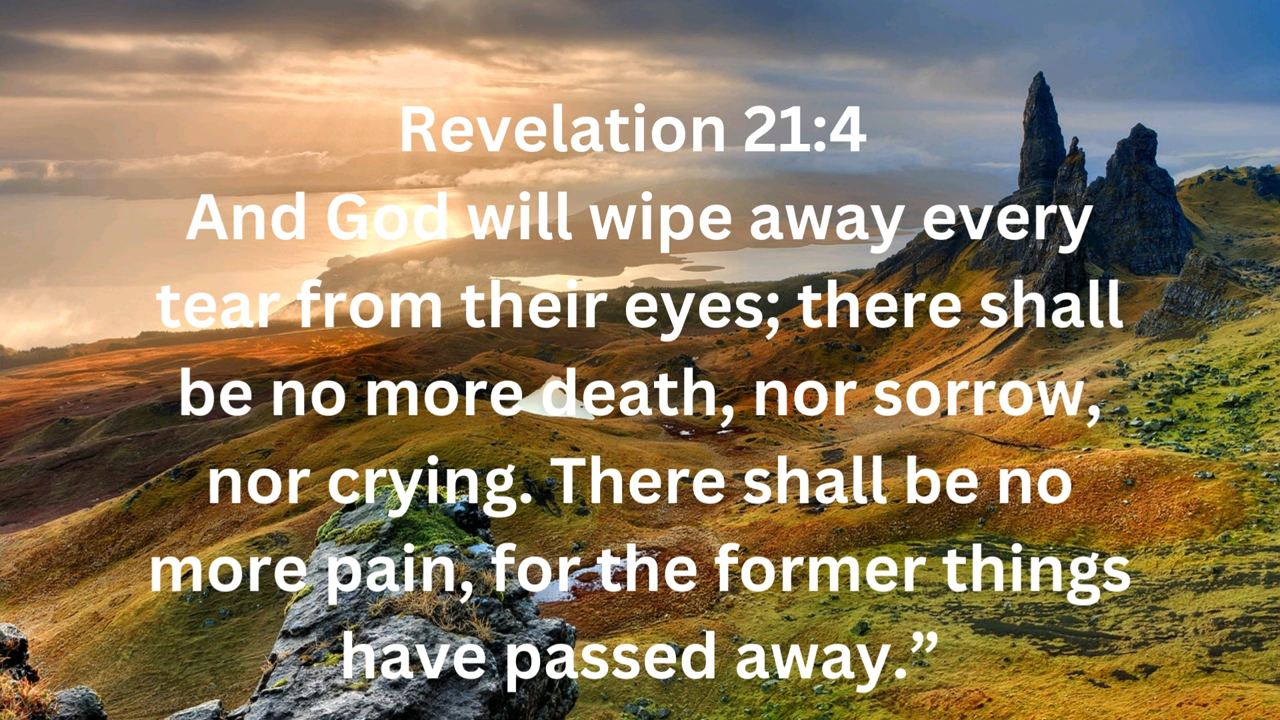 Revelation 21:4
And God will wipe away every
tear from their eyes; there shall
be no more death, nor sorrow,
nor crying. There shall be no
more pain, for the former things
have passed away.”